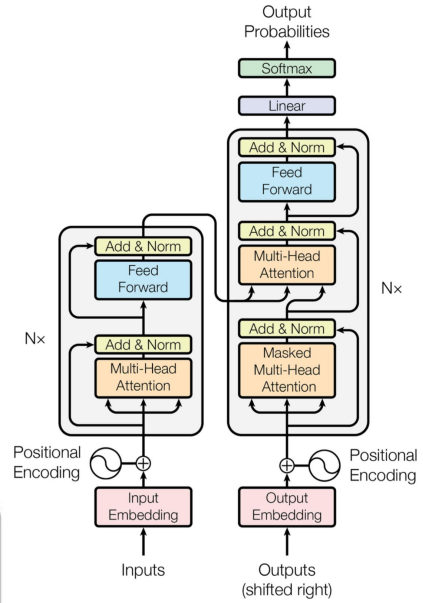 Output
Probabilities
Softmax
Linear
Add & Norm
Feed
Forward
Add & Norm
Multi-Head
Attention
Nx
Add & Norm
Masked
Multi-Head
Attention
Add & Norm
Feed
Forward
Nx
Add & Norm
Multi-Head
Attention
Positional
Encoding
Positional
Encoding
Input
Embedding
Output
Embedding
Inputs
Outputs
(shifted right)